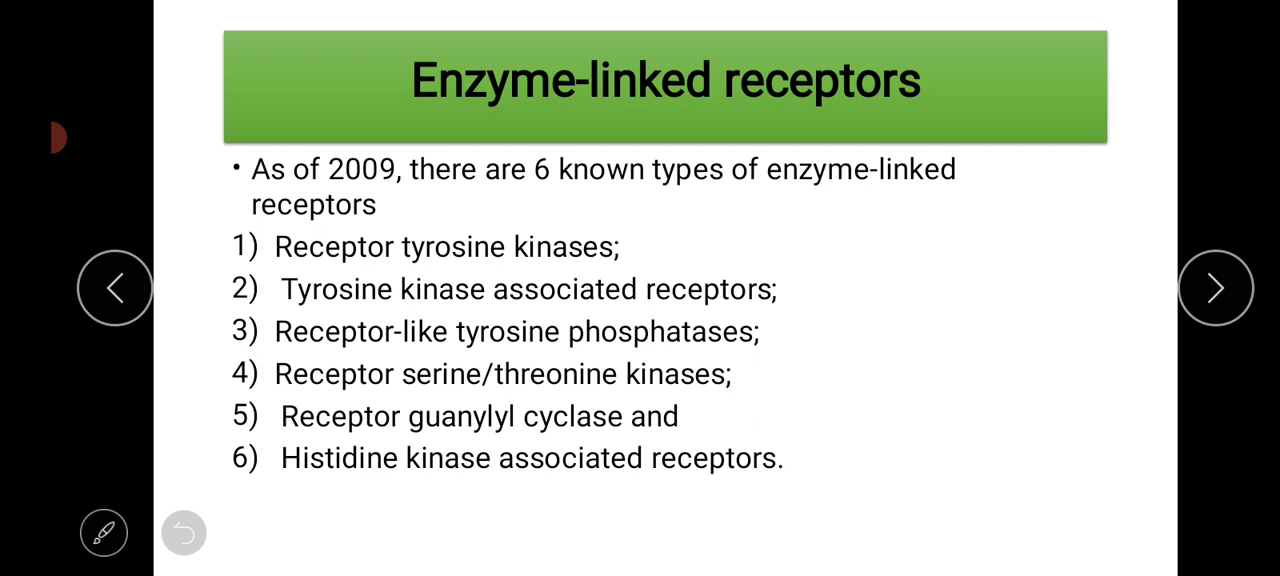 Enzyme-linked receptors
• As of 2009, there are 6 known types of enzyme-linked
receptors
1) Receptor tyrosine kinases;
2) Tyrosine kinase associated receptors;
3) Receptor-like tyrosine phosphatases;
4) Receptor serine/threonine kinases;
5) Receptor guanylyl cyclase and
6) Histidine kinase associated receptors.